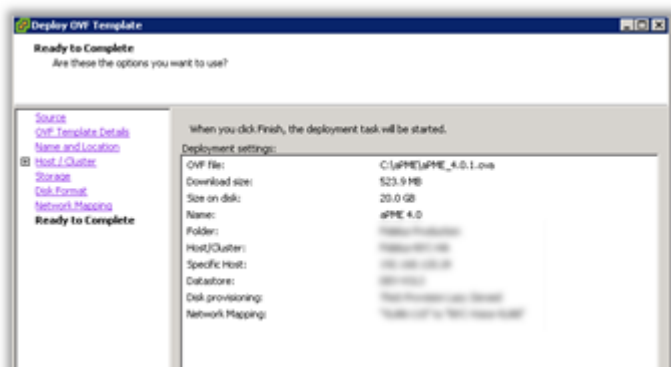 Deploy OVF Template
Ready to Complete
Are these the options you want to use?
Source
OVF Template Details
Name and Location
Host / Cluster
Storage
Disk Format
Network Mapping
Ready to Complete
When you click Finish, the deployment task will be started.
Deployment settings:
OVF file: C:\aPME\aPME_4.0.1.ova
Download size: 523.9 MB
Size on disk: 20.0 GB
Name: aPME 4.0
Folder:
Host/Cluster:
Specific Host:
Datastore:
Disk provisioning:
Network Mapping: